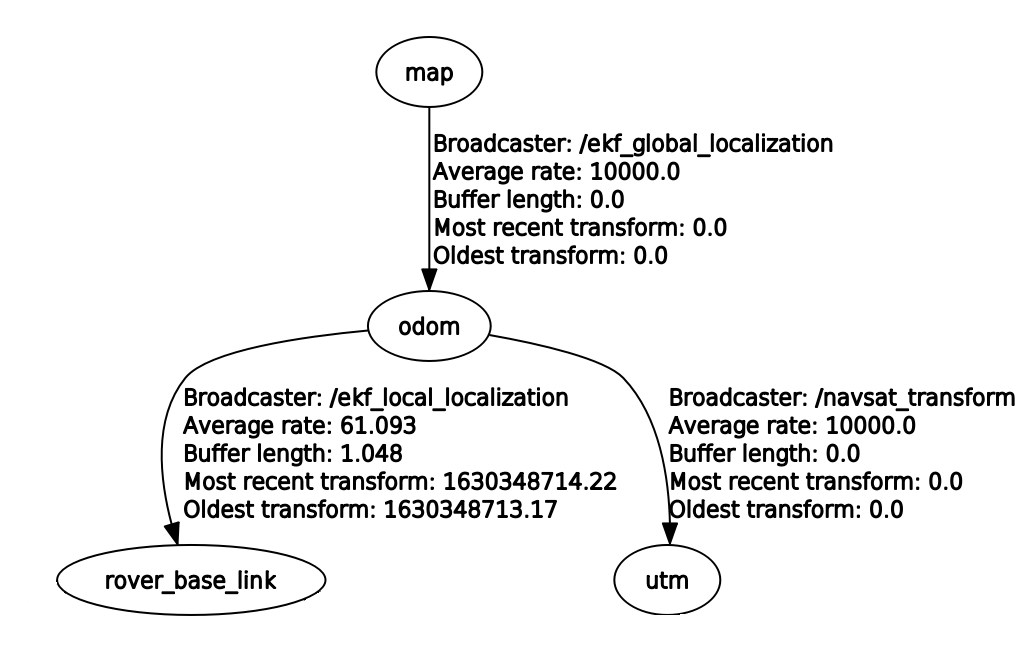 map
Broadcaster: /ekf_global_localization
Average rate: 10000.0
Buffer length: 0.0
Most recent transform: 0.0
Oldest transform: 0.0
odom
Broadcaster: /ekf_local_localization
Average rate: 61.093
Buffer length: 1.048
Most recent transform: 1630348714.22
Oldest transform: 1630348713.17
Broadcaster: /navsat_transform
Average rate: 10000.0
Buffer length: 0.0
Most recent transform: 0.0
Oldest transform: 0.0
rover_base_link
utm